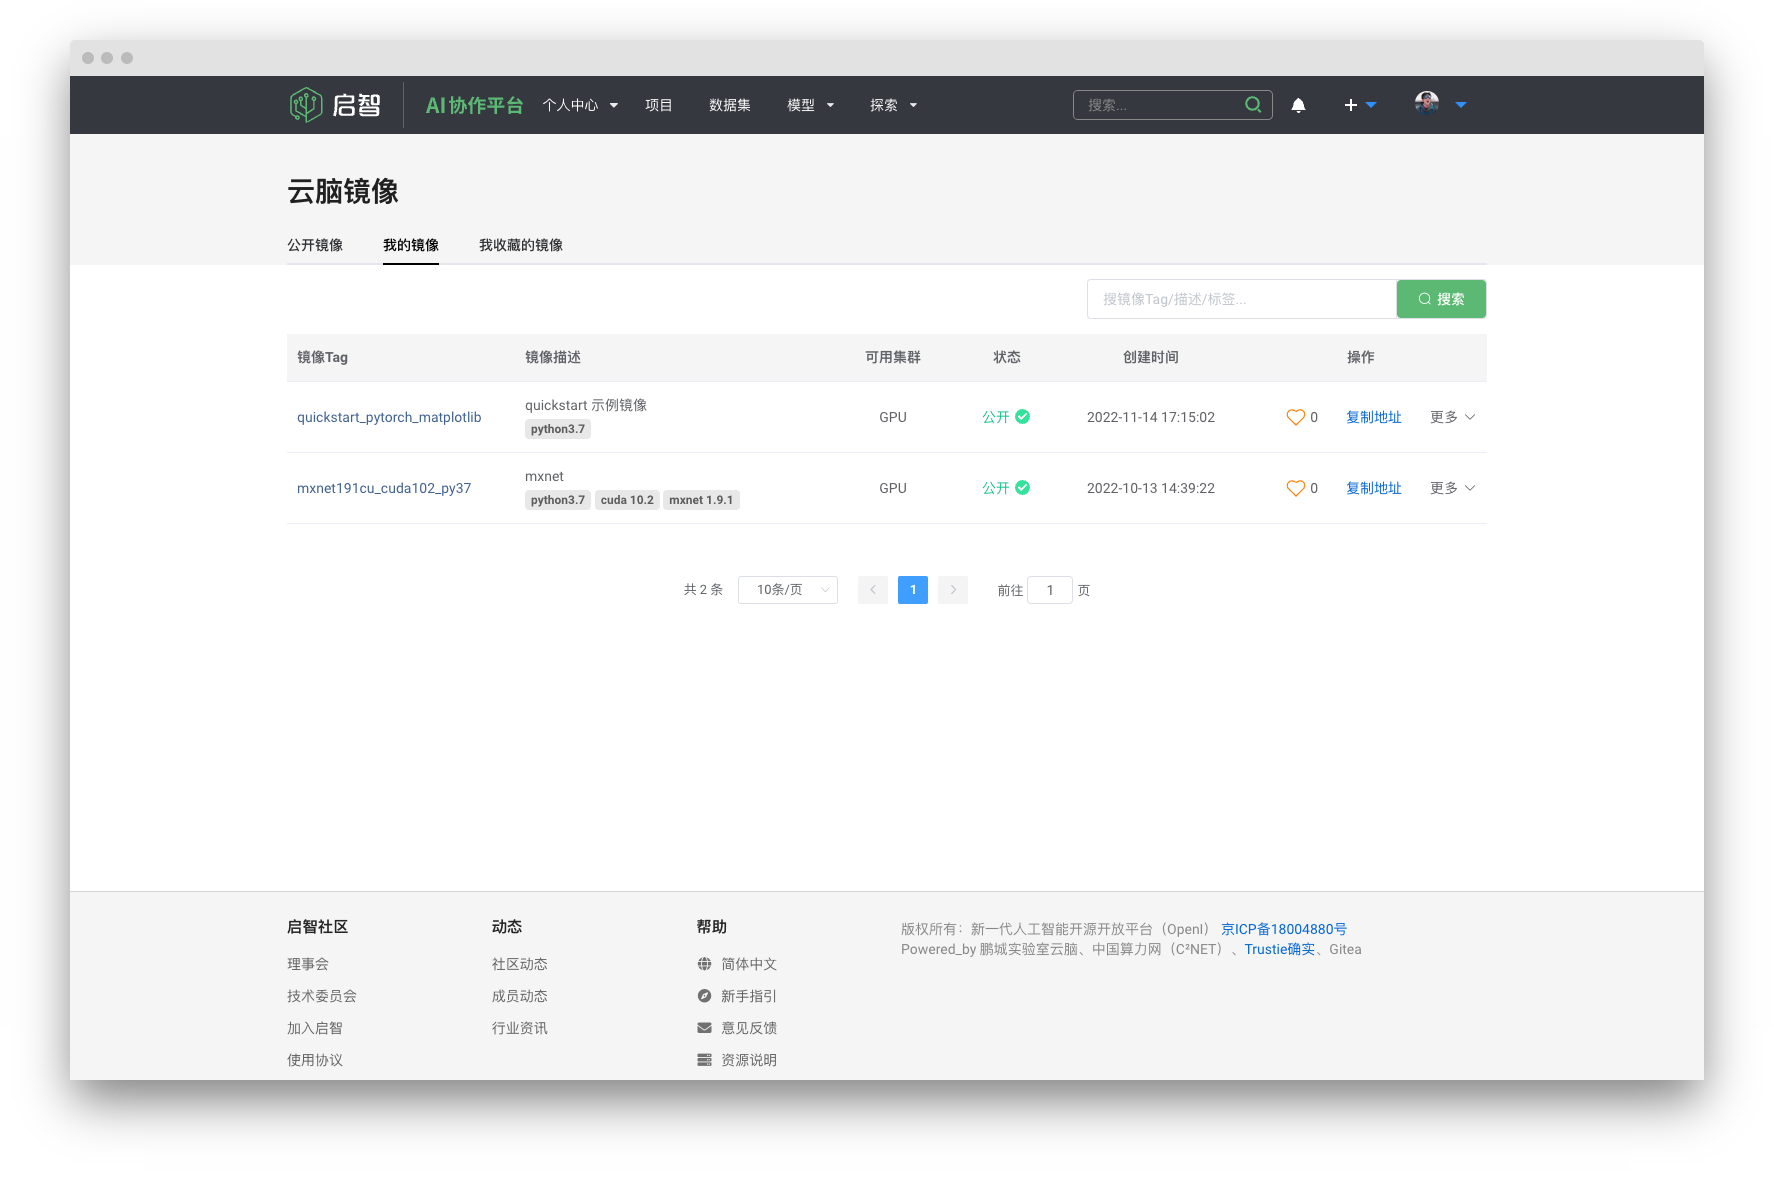 启智 AI 协作平台 个人中心 项目 数据集 模型 探索 搜索...
云脑镜像
公开镜像 我的镜像 我收藏的镜像
搜镜像Tag/描述/标签... 搜索
镜像Tag 镜像描述 可用集群 状态 创建时间 操作
quickstart_pytorch_matplotlib quickstart 示例镜像 GPU 公开 2022-11-14 17:15:02 0 复制地址 更多
python3.7
mxnet191cu_cuda102_py37 mxnet GPU 公开 2022-10-13 14:39:22 0 复制地址 更多
python3.7 cuda 10.2 mxnet 1.9.1
共 2 条 10条/页 1 前往 1 页
启智社区 动态 帮助
版权所有：新一代人工智能开源开放平台（OpenI） 京ICP备18004880号
Powered_by 鹏城实验室云脑、中国算力网（C²NET）、Trustie确实、Gitea
理事会 社区动态 简体中文
技术委员会 成员动态 新手指引
加入启智 行业资讯 意见反馈
使用协议 资源说明